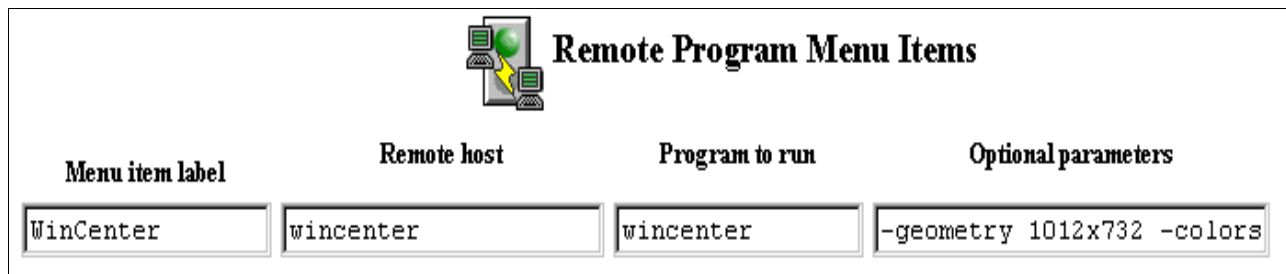 Remote Program Menu Items
Menu item label Remote host Program to run Optional parameters
WinCenter wincenter wincenter -geometry 1012x732 -colors